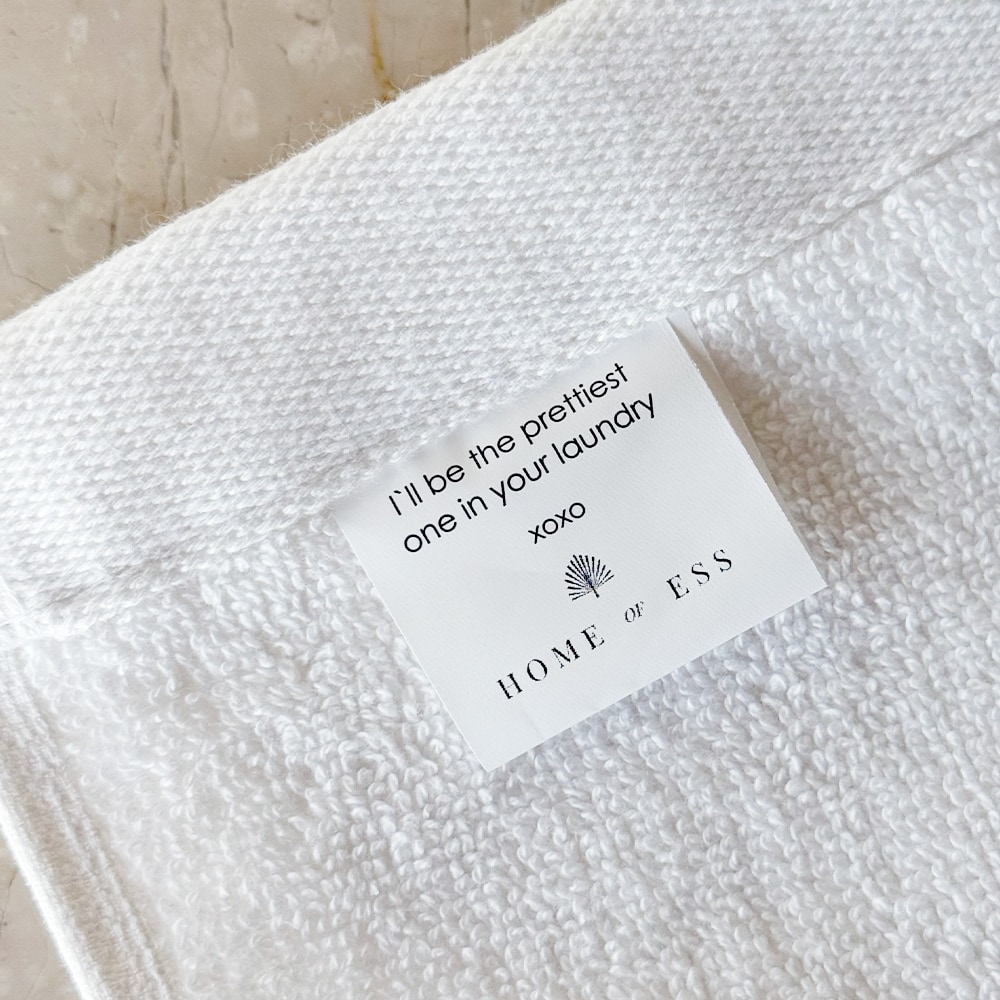 I`ll be the prettiest
one in your laundry
xoxo
HOME OF ESS